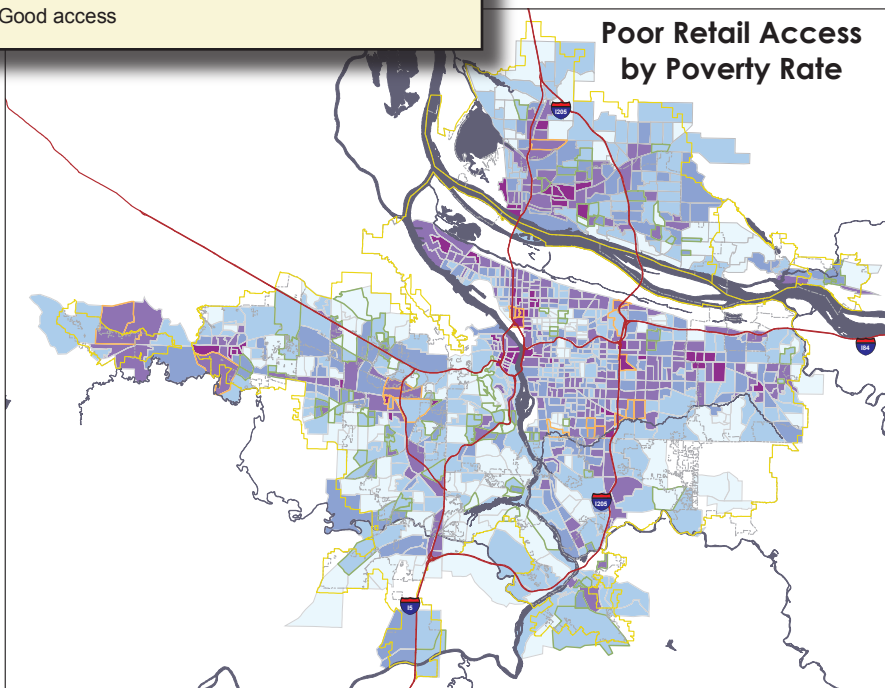 Good access
Poor Retail Access
by Poverty Rate
I205
I84
I205
I5